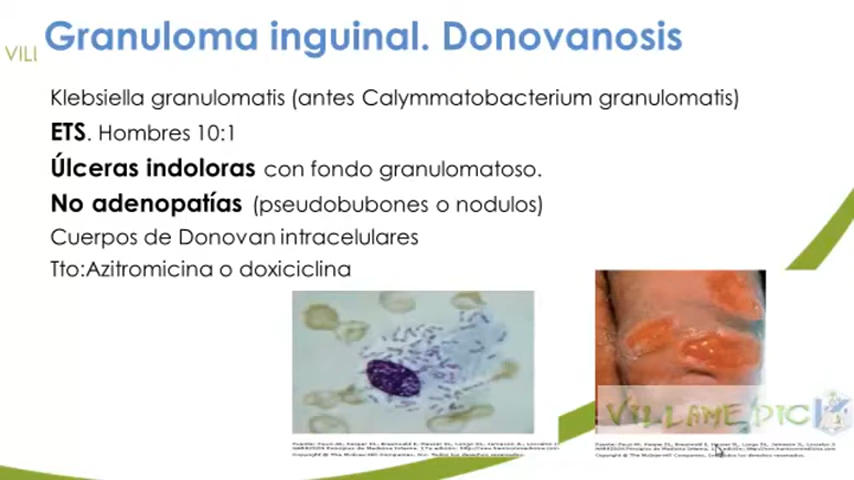 Granuloma inguinal. Donovanosis
VILL
Klebsiella granulomatis (antes Calymmatobacterium granulomatis)
ETS. Hombres 10:1
Úlceras indoloras con fondo granulomatoso.
No adenopatías (pseudobubones o nodulos)
Cuerpos de Donovan intracelulares
Tto:Azitromicina o doxiciclina
VILLAMEDIC